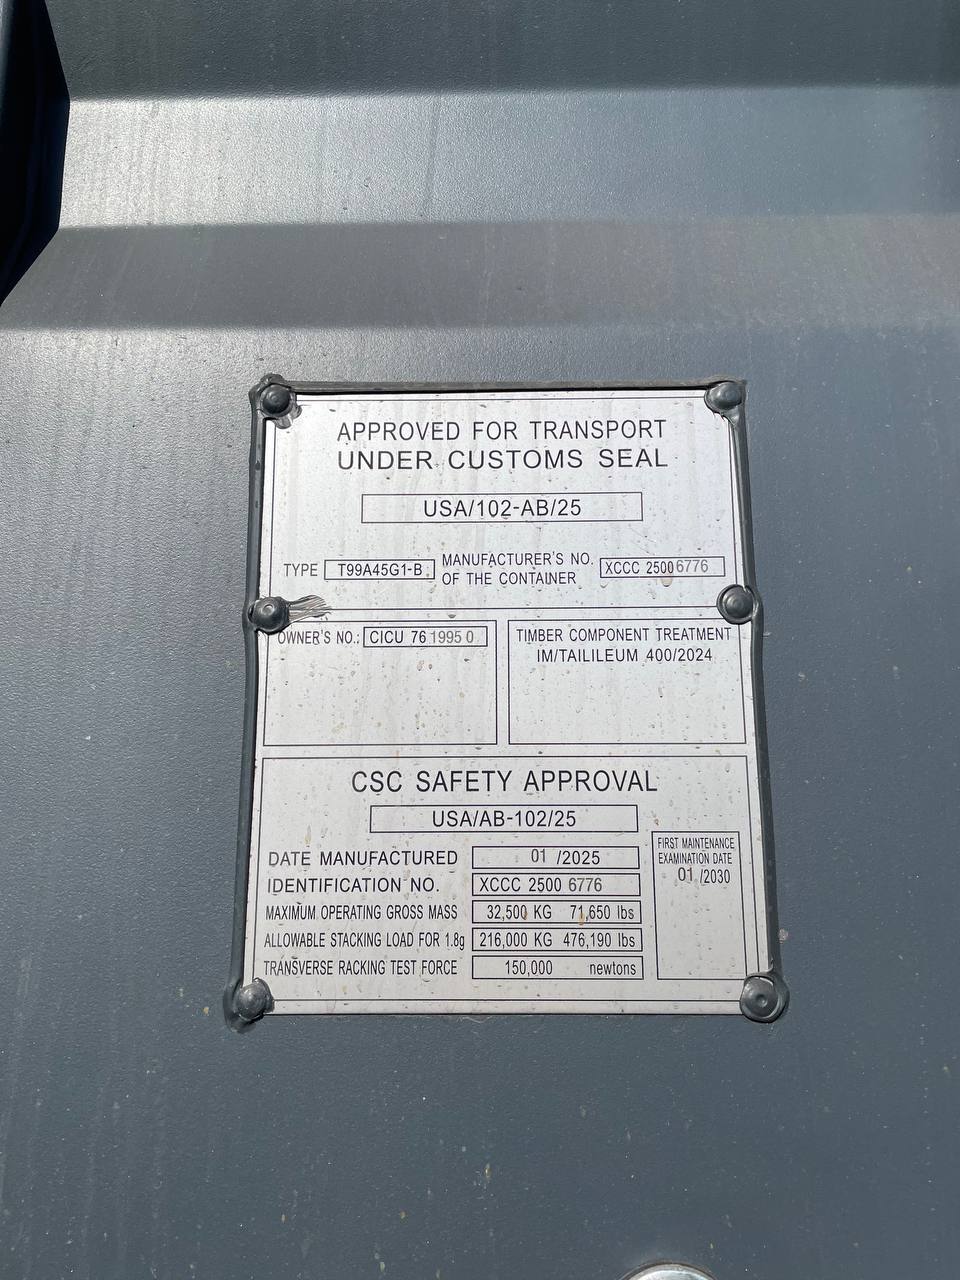 APPROVED FOR TRANSPORT
UNDER CUSTOMS SEAL
USA/102-AB/25
TYPE T99A45G1-B MANUFACTURER'S NO. OF THE CONTAINER XCCC 2500 6776
OWNER'S NO.: CICU 76 1995 0
TIMBER COMPONENT TREATMENT
IM/TAILILEUM 400/2024
CSC SAFETY APPROVAL
USA/AB-102/25
DATE MANUFACTURED 01 /2025
IDENTIFICATION NO. XCCC 2500 6776
MAXIMUM OPERATING GROSS MASS 32,500 KG 71,650 lbs
ALLOWABLE STACKING LOAD FOR 1.8g 216,000 KG 476,190 lbs
TRANSVERSE RACKING TEST FORCE 150,000 newtons
FIRST MAINTENANCE
EXAMINATION DATE
01 /2030